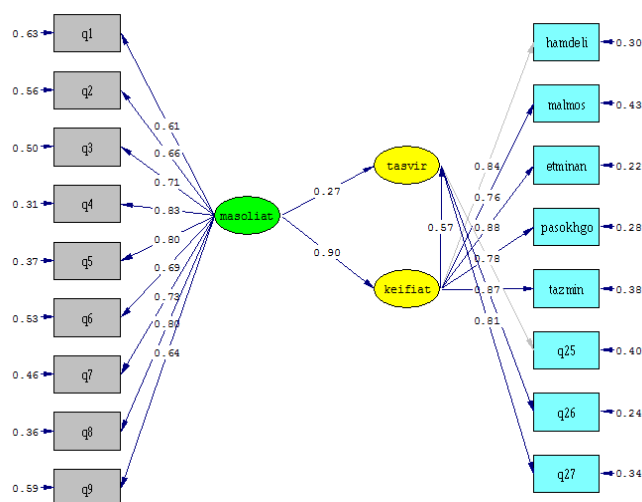 0.63 q1
0.56 q2
0.50 q3
0.31 q4
0.37 q5
0.53 q6
0.46 q7
0.36 q8
0.59 q9
0.61
0.66
0.71
0.83
0.80
0.69
0.73
0.80
0.64
masoliat
0.27
0.90
tasvir
0.57
keifiat
0.84
0.76
0.88
0.78
0.87
0.81
hamdeli 0.30
malmos 0.43
etminan 0.22
pasokhgo 0.28
tazmin 0.38
q25 0.40
q26 0.24
q27 0.34